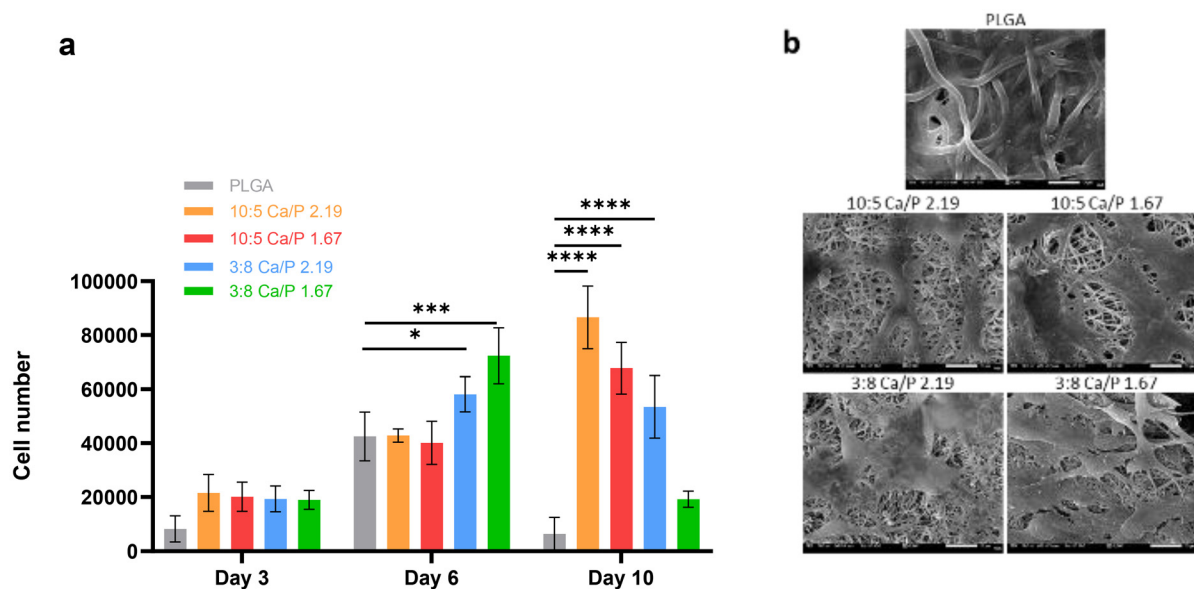 a
PLGA
10:5 Ca/P 2.19
10:5 Ca/P 1.67
3:8 Ca/P 2.19
3:8 Ca/P 1.67
****
****
****
***
*
100000
80000
60000
40000
20000
0
Cell number
Day 3
Day 6
Day 10
b
PLGA
10:5 Ca/P 2.19
10:5 Ca/P 1.67
3:8 Ca/P 2.19
3:8 Ca/P 1.67